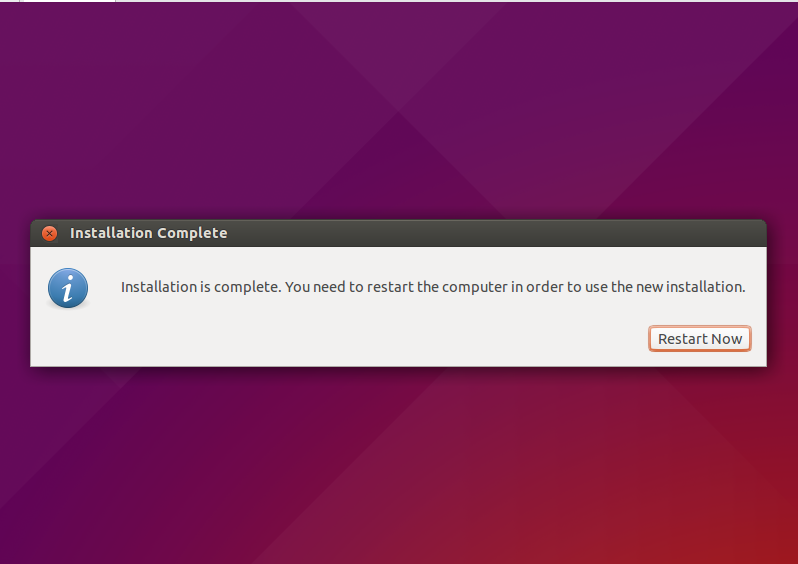 Installation Complete
Installation is complete. You need to restart the computer in order to use the new installation.
Restart Now